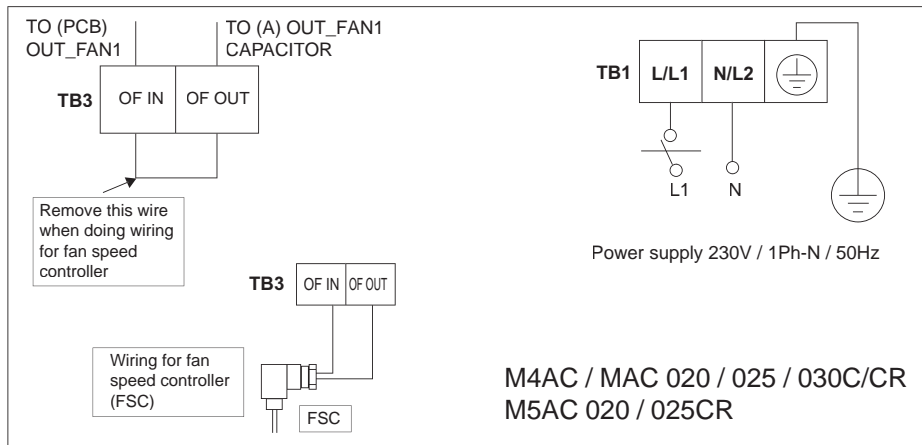 TO (PCB)
OUT_FAN1
TO (A) OUT_FAN1
CAPACITOR
TB3
OF IN
OF OUT
Remove this wire
when doing wiring
for fan speed
controller
TB3
OF IN
OF OUT
Wiring for fan
speed controller
(FSC)
FSC
TB1
L/L1
N/L2
L1
N
Power supply 230V / 1Ph-N / 50Hz
M4AC / MAC 020 / 025 / 030C/CR
M5AC 020 / 025CR